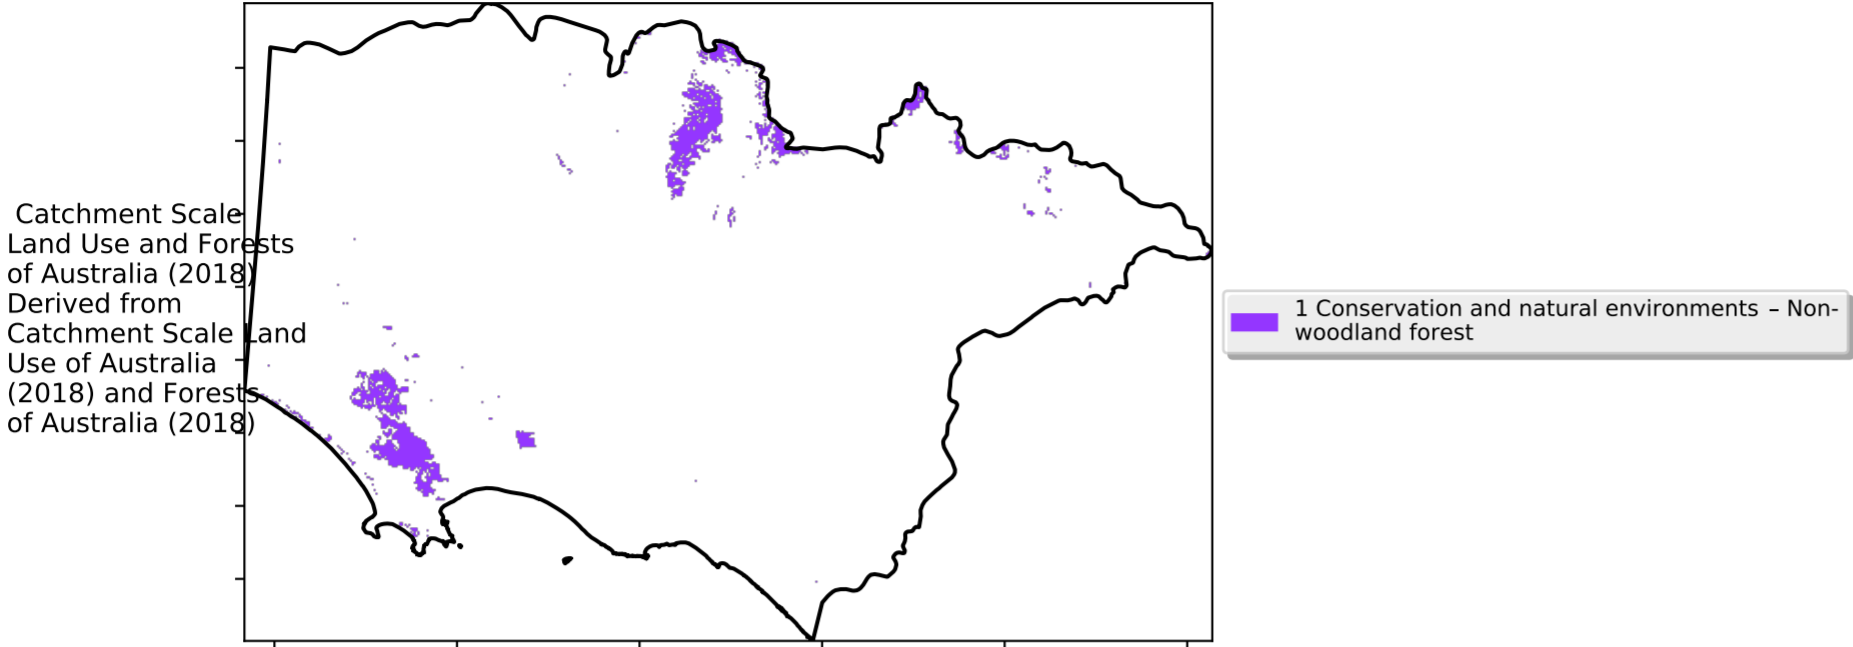 Catchment Scale
Land Use and Forests
of Australia (2018)
Derived from
Catchment Scale Land
Use of Australia
(2018) and Forests
of Australia (2018)
1 Conservation and natural environments – Non-
woodland forest